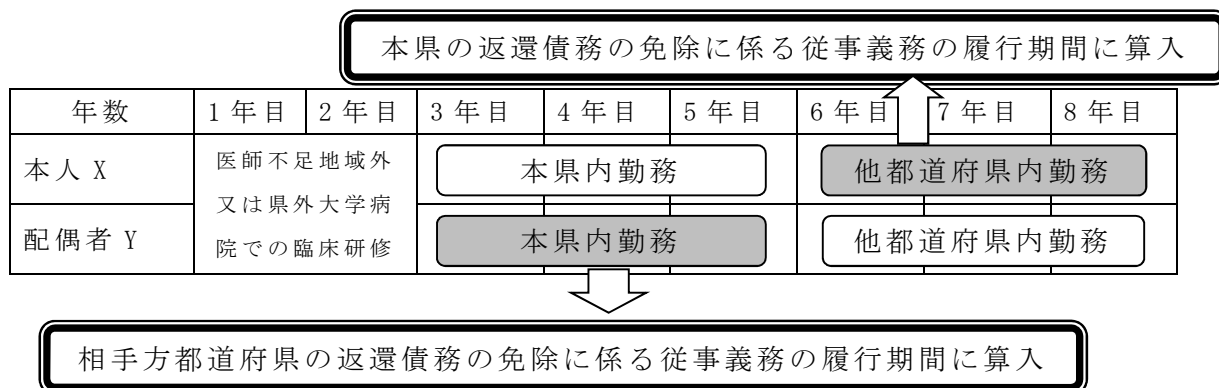 本県の返還債務の免除に係る従事義務の履行期間に算入
年数 1年目 2年目 3年目 4年目 5年目 6年目 7年目 8年目
本人X
医師不足地域外
又は県外大学病
院での臨床研修
本県内勤務 他都道府県内勤務
配偶者Y
本県内勤務 他都道府県内勤務
相手方都道府県の返還債務の免除に係る従事義務の履行期間に算入